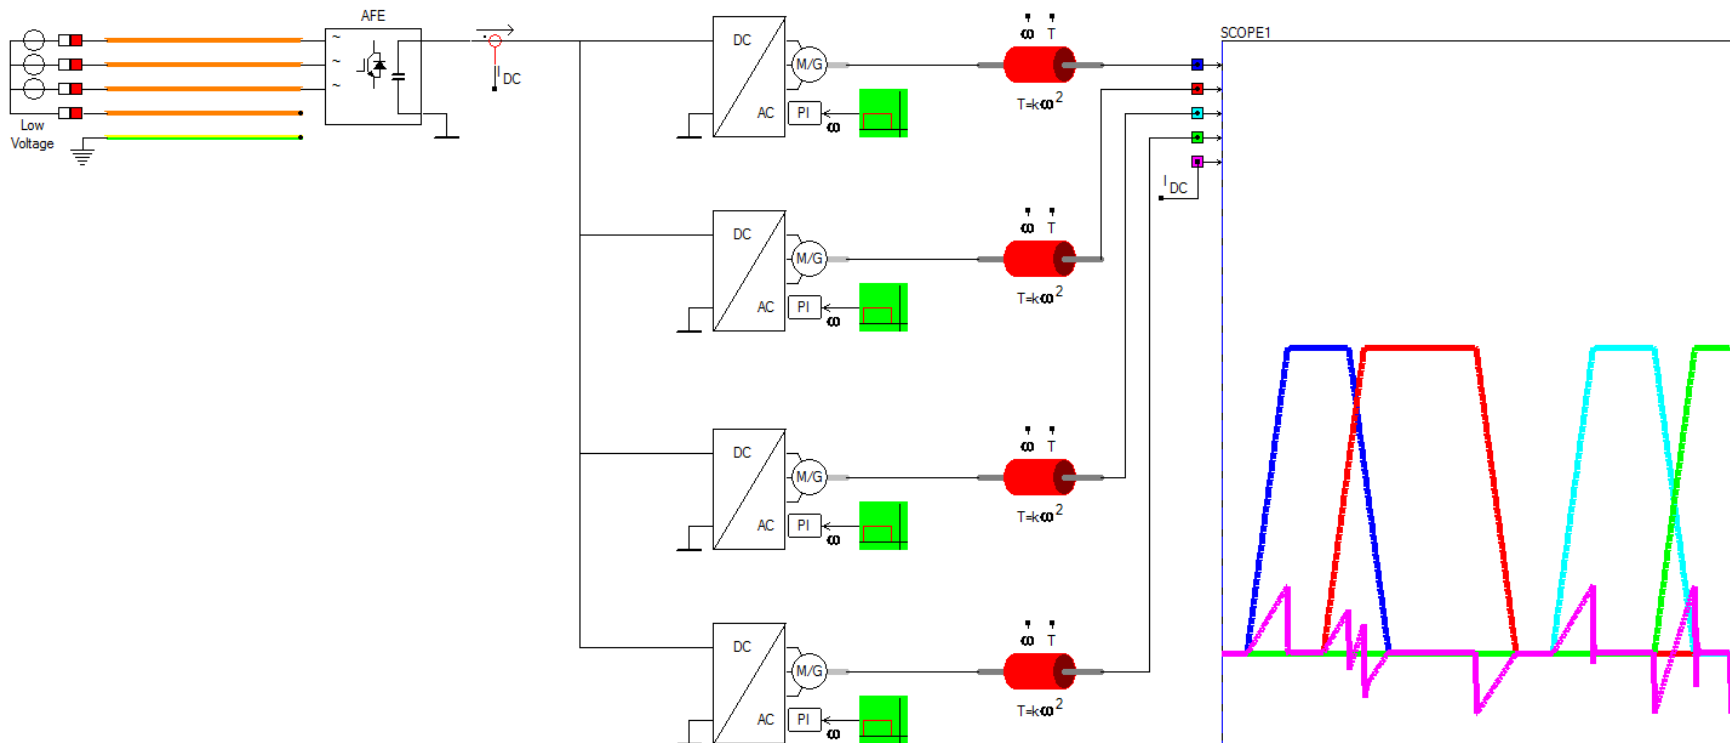 AFE
~
~
~
Low
Voltage
I DC
DC
M/G
AC
PI
ω
ω T
T=kω2
DC
M/G
AC
PI
ω
ω T
T=kω2
DC
M/G
AC
PI
ω
ω T
T=kω2
DC
M/G
AC
PI
ω
ω T
T=kω2
SCOPE1
I DC